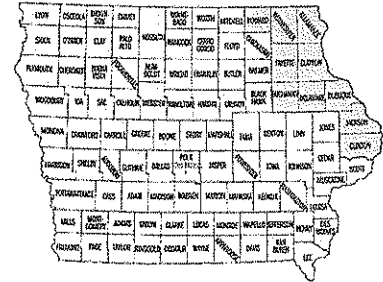 LYON OSCEOLA DICKINSON EMMET WINNEBAGO WORTH MITCHELL HOWARD WINNESHIEK ALLAMAKEE
SIOUX O'BRIEN CLAY PALO ALTO KOSSUTH HANCOCK CERRO GORDO FLOYD CHICKASAW
PLYMOUTH CHEROKEE BUENA VISTA POCAHONTAS HUMBOLDT WRIGHT FRANKLIN BUTLER BREMER FAYETTE CLAYTON
WOODBURY IDA SAC CALHOUN WEBSTER HAMILTON HARDIN GRUNDY BLACK HAWK BUCHANAN DELAWARE DUBUQUE
MONONA CRAWFORD CARROLL GREENE BOONE STORY MARSHALL TAMA BENTON LINN JONES JACKSON
CLINTON
HARRISON SHELBY AUDUBON GUTHRIE DALLAS POLK JASPER IOWA JOHNSON CEDAR SCOTT
MUSCATINE
POTTAWATTAMIE CASS ADAIR MADISON WARREN MARION MAHASKA KEOKUK WASHINGTON LOUISA
MILLS MONTGOMERY ADAMS UNION CLARKE LUCAS MONROE WAPELLO JEFFERSON HENRY DES MOINES
FREMONT PAGE TAYLOR RINGGOLD DECATUR WAYNE APPANOOSE DAVIS VAN BUREN LEE